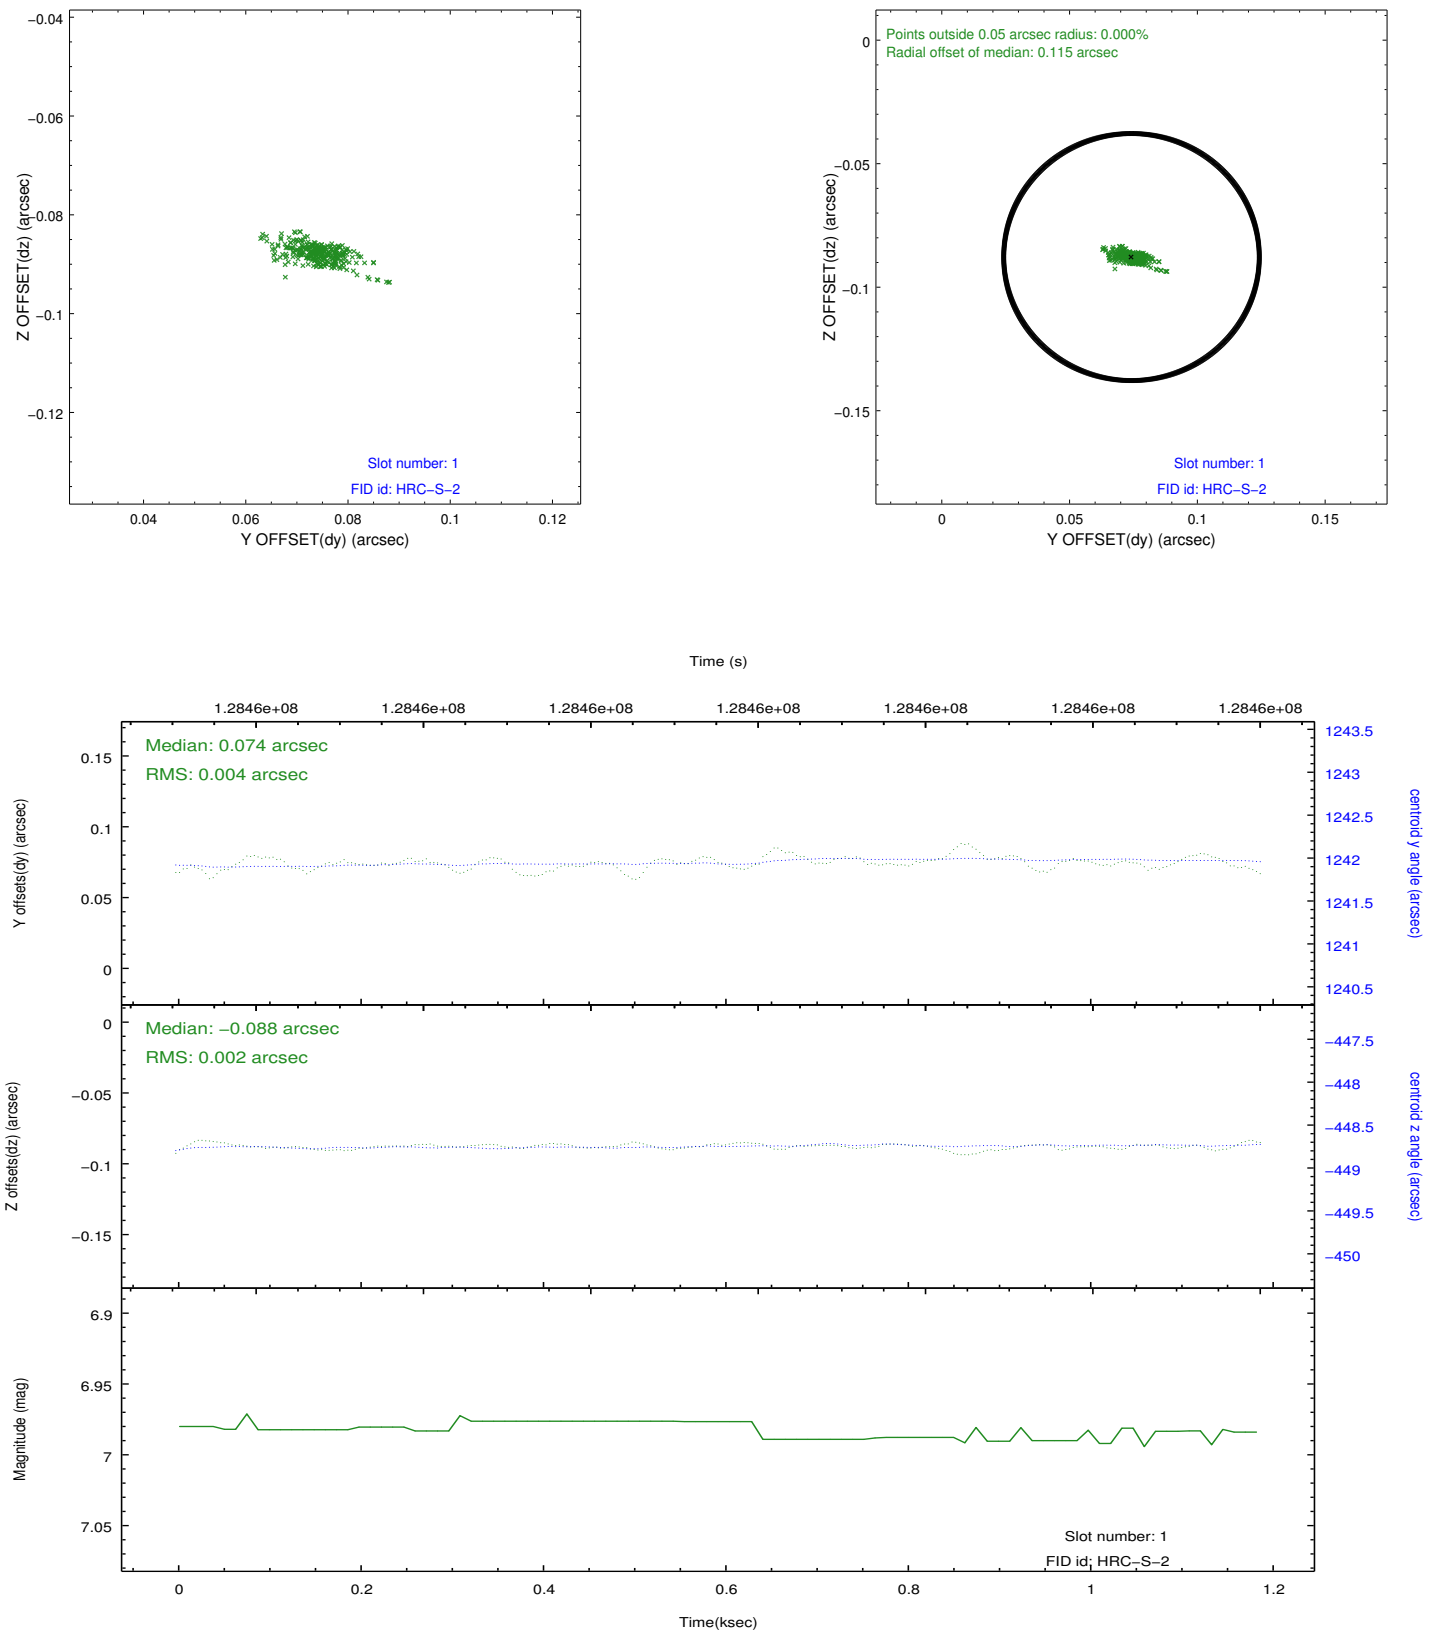 −0.04
−0.06
−0.08
−0.1
−0.12
Z OFFSET(dz) (arcsec)
Slot number: 1
FID id: HRC−S−2
0.04 0.06 0.08 0.1 0.12
Y OFFSET(dy) (arcsec)
Points outside 0.05 arcsec radius: 0.000%
Radial offset of median: 0.115 arcsec
0
−0.05
−0.1
−0.15
Z OFFSET(dz) (arcsec)
Slot number: 1
FID id: HRC−S−2
0 0.05 0.1 0.15
Y OFFSET(dy) (arcsec)
Time (s)
1.2846e+08 1.2846e+08 1.2846e+08 1.2846e+08 1.2846e+08 1.2846e+08 1.2846e+08
Median: 0.074 arcsec
RMS: 0.004 arcsec
0.15
0.1
0.05
0
Y offsets(dy) (arcsec)
1243.5
1243
1242.5
1242
1241.5
1241
1240.5
centroid y angle (arcsec)
Median: −0.088 arcsec
RMS: 0.002 arcsec
0
−0.05
−0.1
−0.15
Z offsets(dz) (arcsec)
−447.5
−448
−448.5
−449
−449.5
−450
centroid z angle (arcsec)
6.9
6.95
7
7.05
Magnitude (mag)
Slot number: 1
FID id: HRC−S−2
0 0.2 0.4 0.6 0.8 1 1.2
Time(ksec)